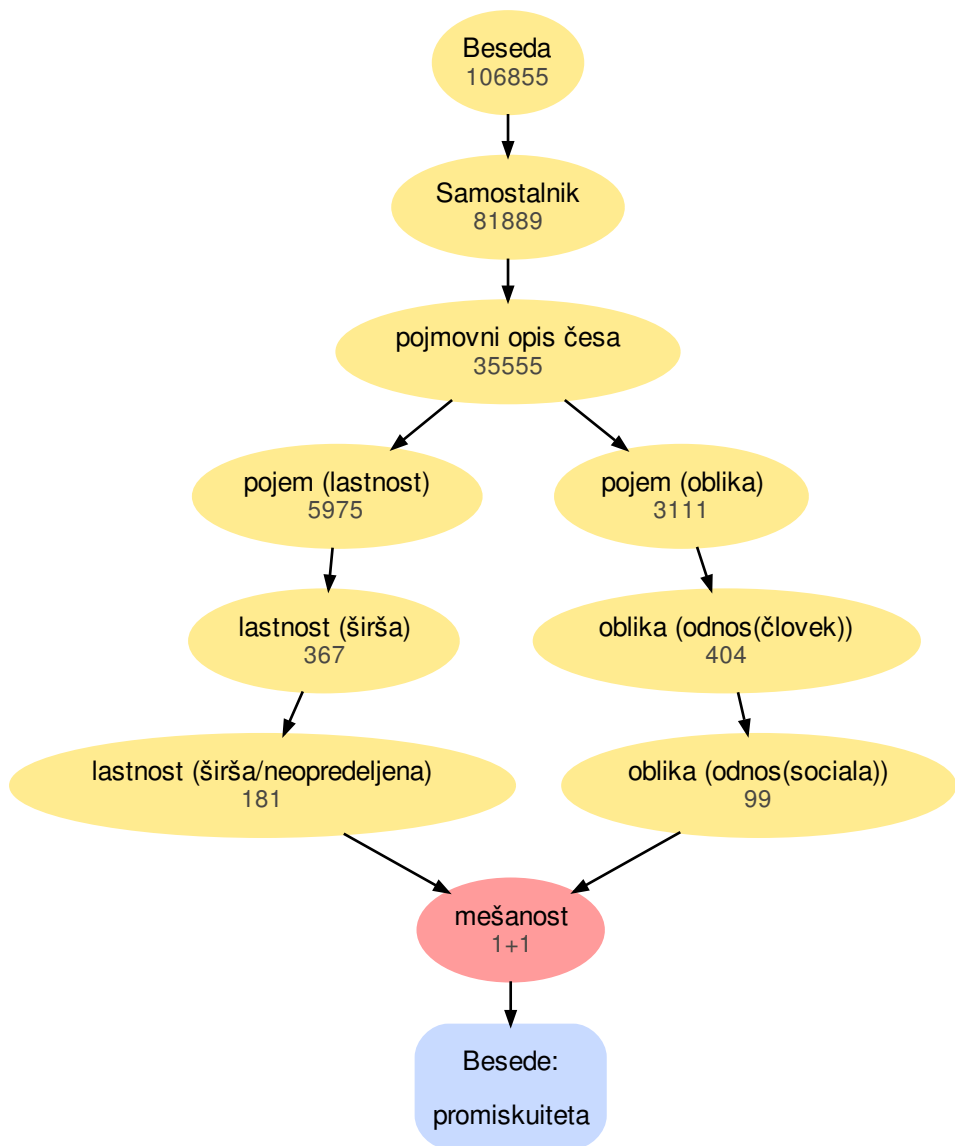 Beseda
106855
Samostalnik
81889
pojmovni opis česa
35555
pojem (lastnost)
5975
pojem (oblika)
3111
lastnost (širša)
367
oblika (odnos(človek))
404
lastnost (širša/neopredeljena)
181
oblika (odnos(sociala))
99
mešanost
1+1
Besede:
promiskuiteta